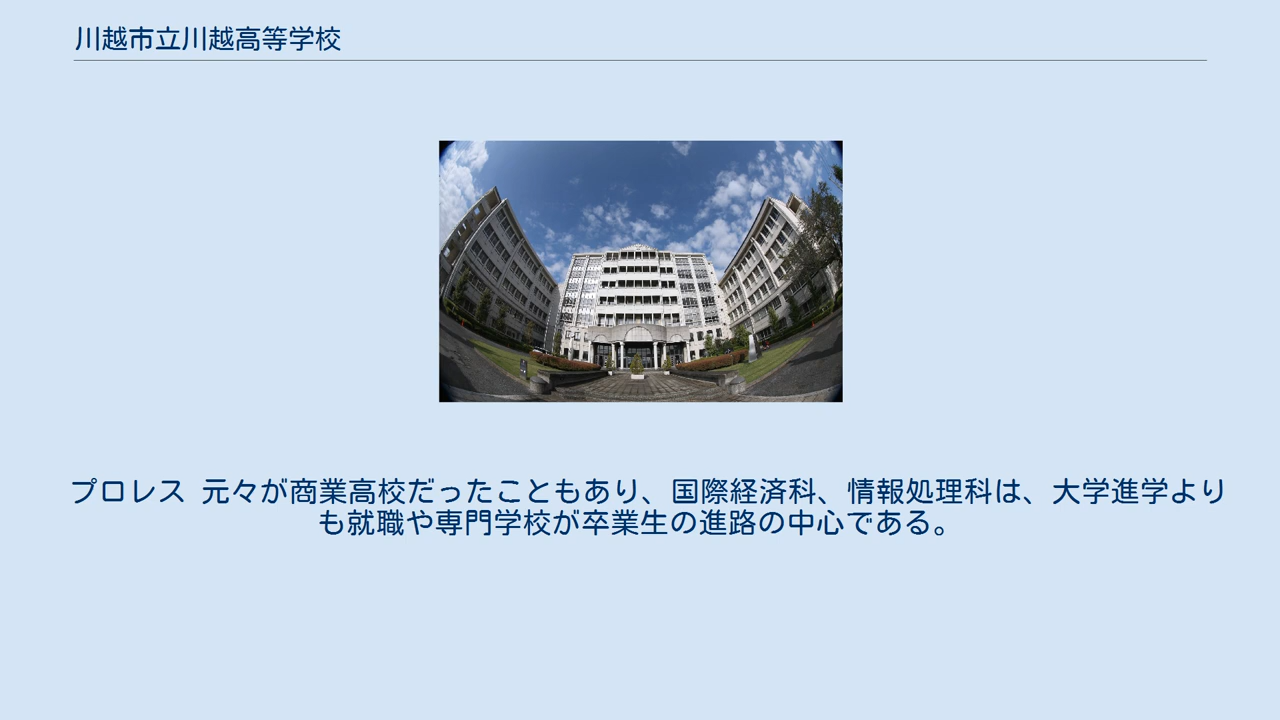 川越市立川越高等学校
プロレス 元々が商業高校だったこともあり、国際経済科、情報処理科は、大学進学より
も就職や専門学校が卒業生の進路の中心である。